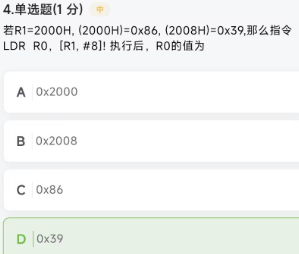 4.单选题(1 分) 中
若R1=2000H, (2000H)=0x86, (2008H)=0x39,那么指令
LDR R0，[R1, #8]! 执行后，R0的值为
A 0x2000
B 0x2008
C 0x86
D 0x39